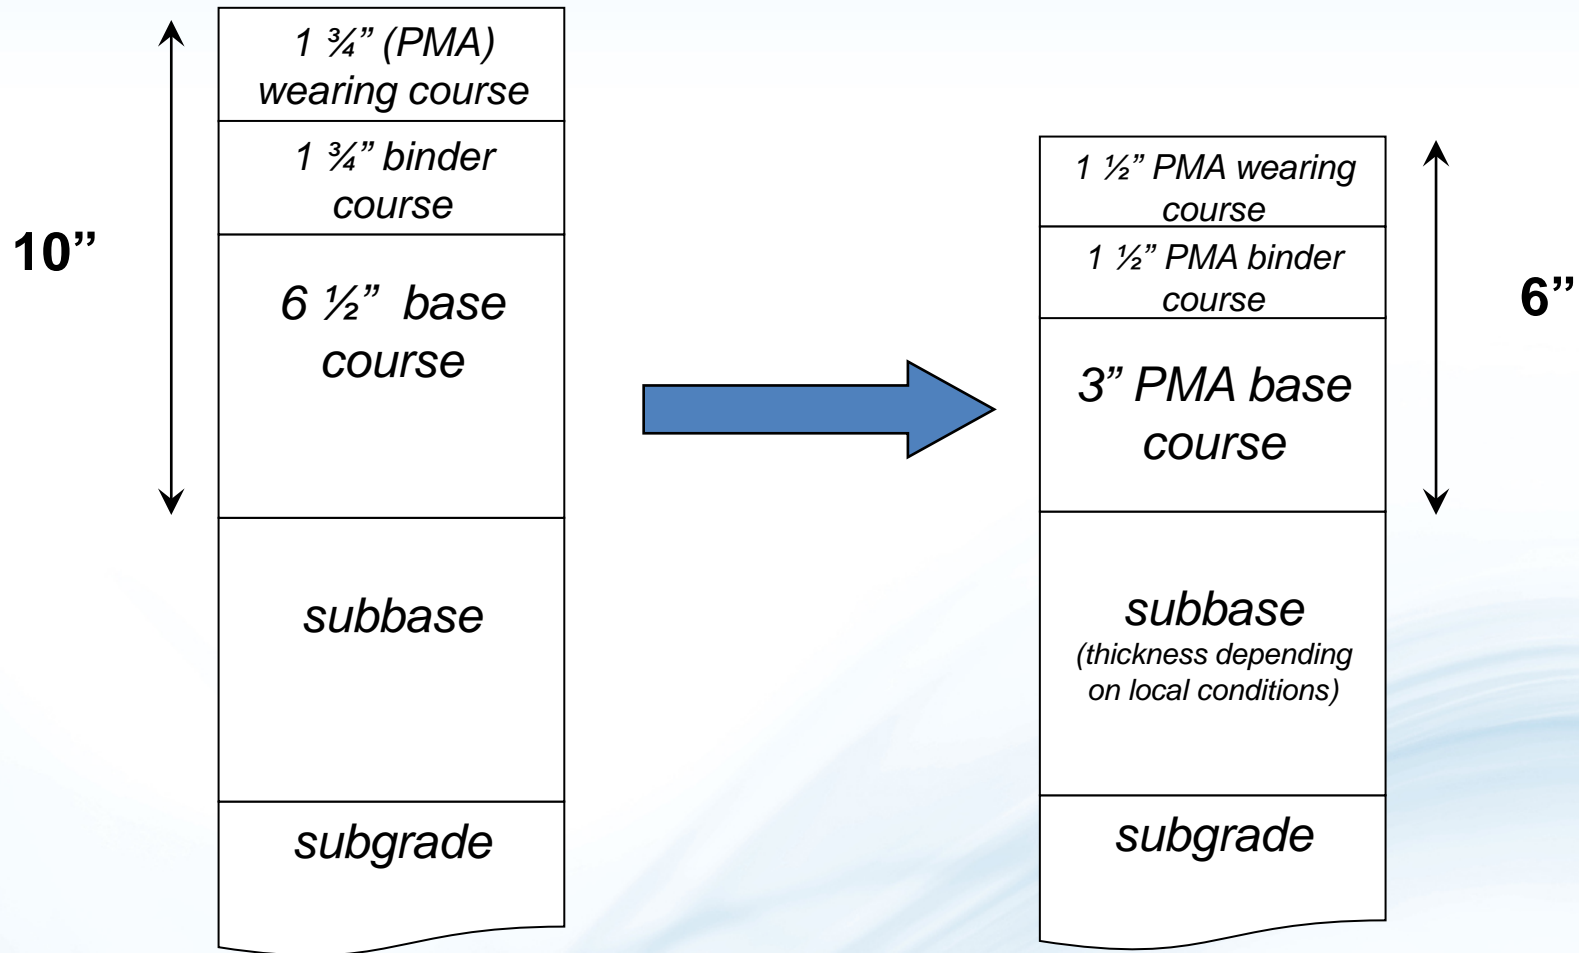 10”
1 ¾” (PMA)
wearing course
1 ¾” binder
course
6 ½” base
course
subbase
subgrade
1 ½” PMA wearing
course
1 ½” PMA binder
course
3” PMA base
course
subbase
(thickness depending
on local conditions)
subgrade
6”